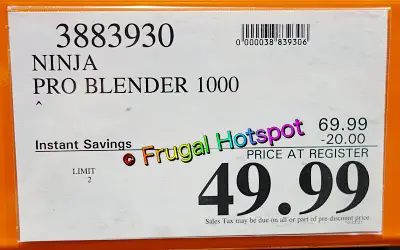 3883930
0 000038 839306
NINJA
PRO BLENDER 1000
^
© Frugal Hotspot
69.99
Instant Savings
-20.00
PRICE AT REGISTER
LIMIT
2
49.99
Sales Tax may be due on all or part of pre-discount price